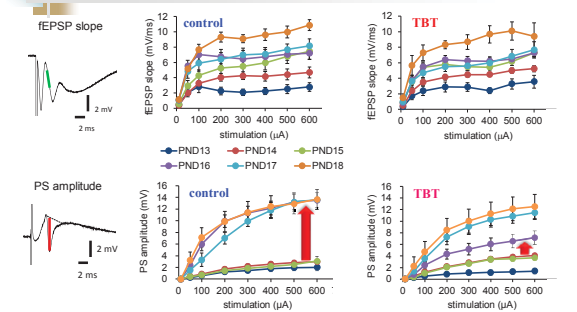 fEPSP slope
2 mV
2 ms
control
fEPSP slope (mV/ms)
12
10
8
6
4
2
0
0 100 200 300 400 500 600
stimulation (μA)
TBT
fEPSP slope (mV/ms)
12
10
8
6
4
2
0
0 100 200 300 400 500 600
stimulation (μA)
PND13 PND14 PND15
PND16 PND17 PND18
PS amplitude
2 mV
2 ms
control
PS amplitude (mV)
16
14
12
10
8
6
4
2
0
0 100 200 300 400 500 600
stimulation (μA)
TBT
PS amplitude (mV)
16
14
12
10
8
6
4
2
0
0 100 200 300 400 500 600
stimulation (μA)